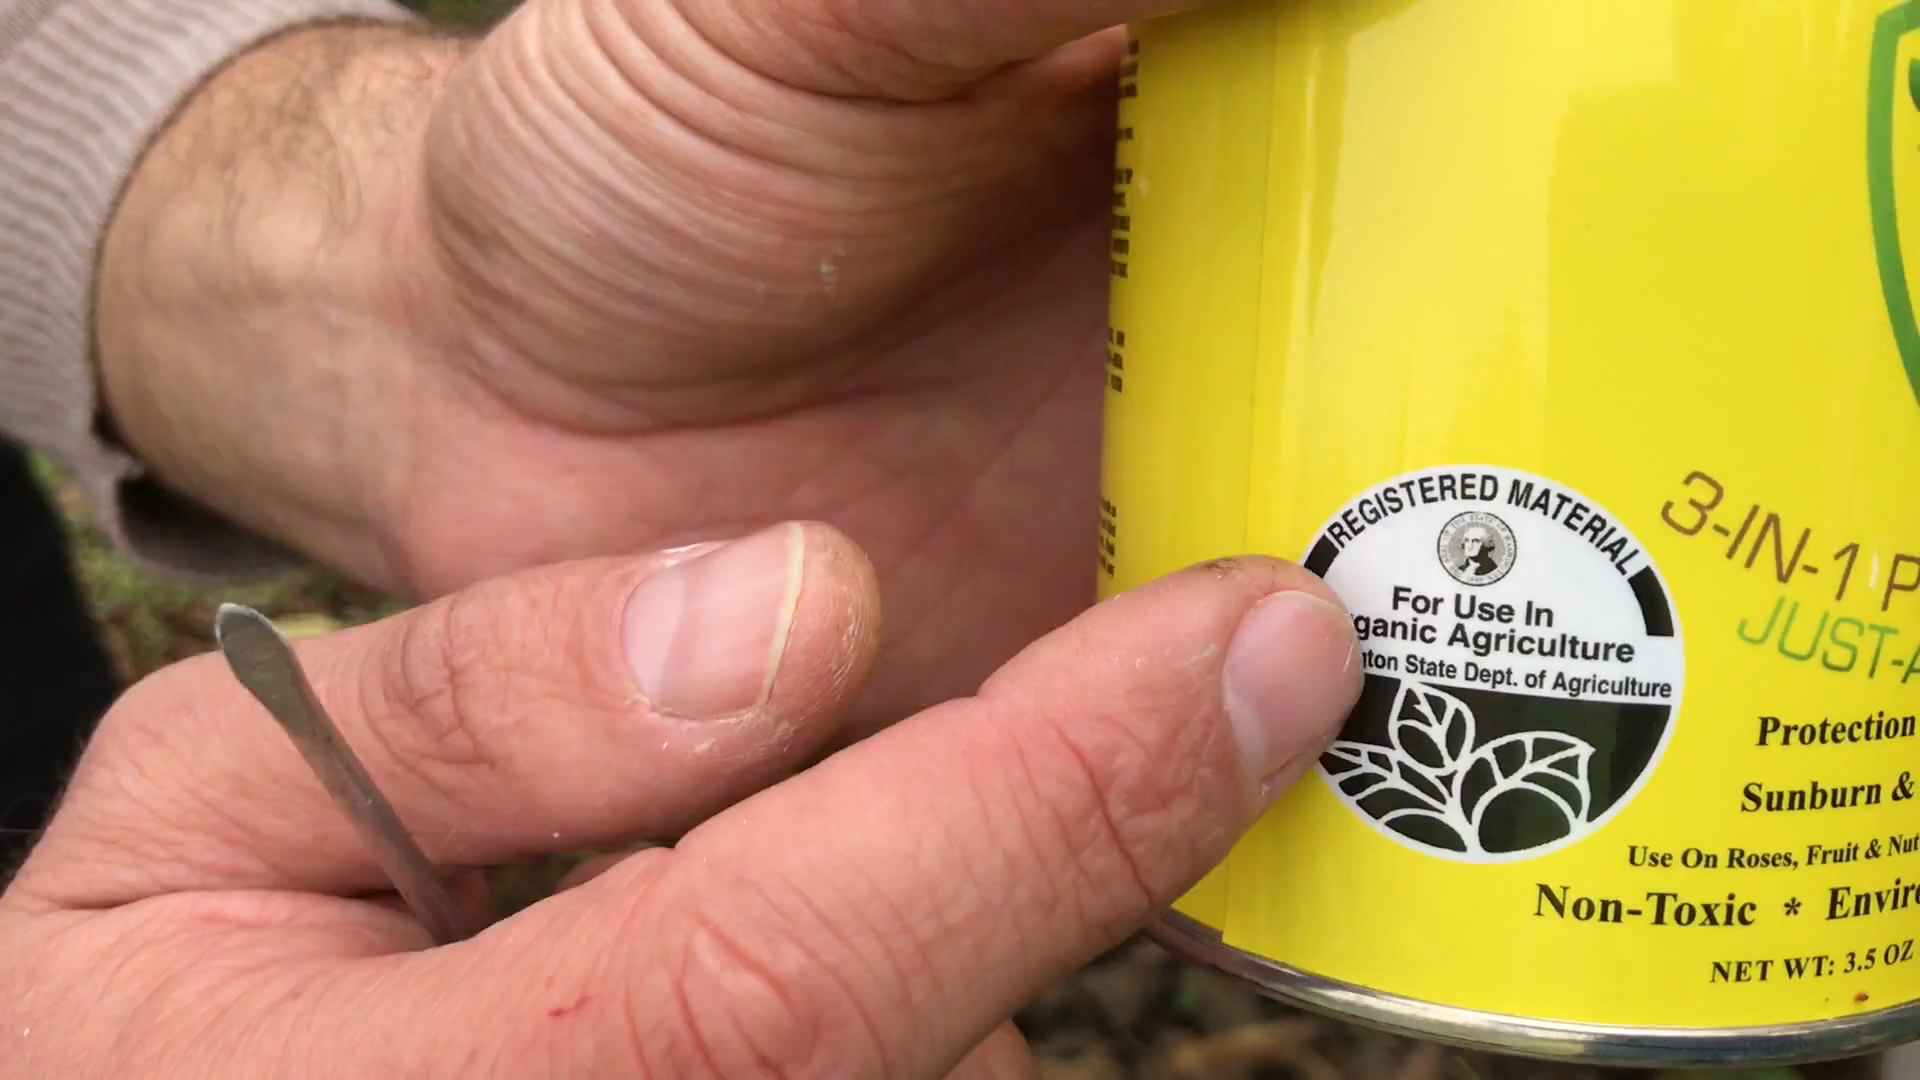 REGISTERED MATERIAL
For Use In
ganic Agriculture
ton State Dept. of Agriculture
3-IN-1 P
JUST-A
Protection
Sunburn &
Use On Roses, Fruit & Nut
Non-Toxic * Enviro
NET WT: 3.5 OZ